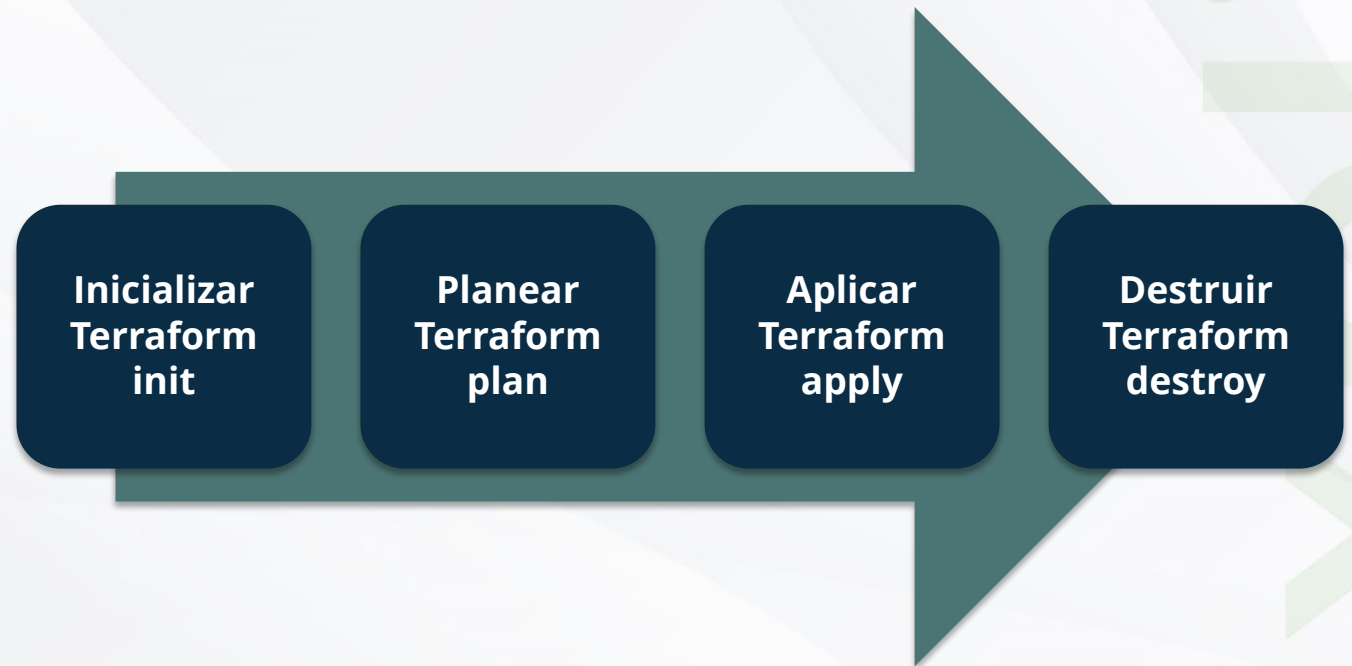 Inicializar
Terraform
init
Planear
Terraform
plan
Aplicar
Terraform
apply
Destruir
Terraform
destroy